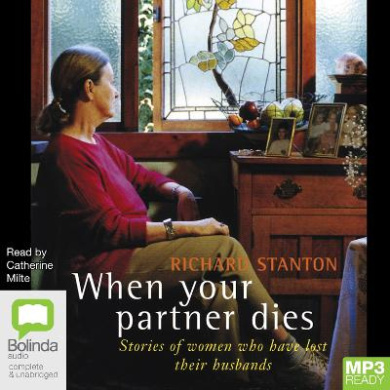 Read by
Catherine
Milte
RICHARD STANTON
When your
partner dies
Stories of women who have lost
their husbands
Bolinda
audio
complete
& unabridged
MP3
READY